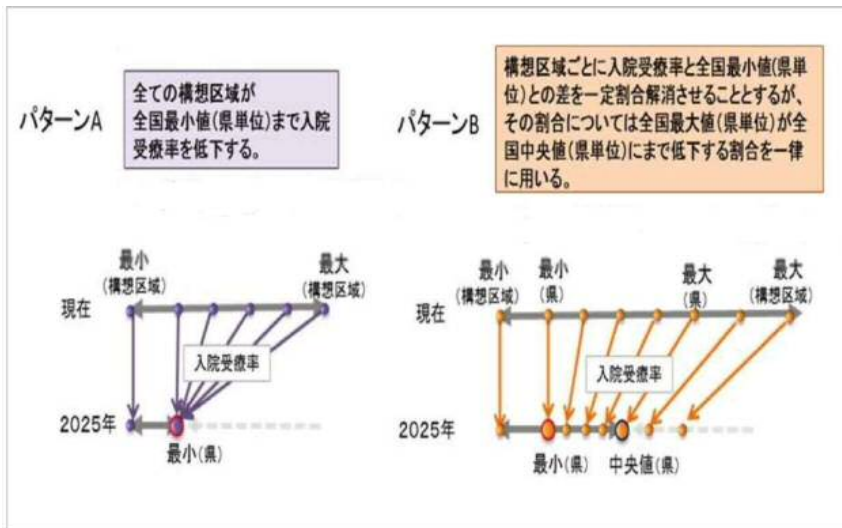 パターンA
全ての構想区域が
全国最小値(県単位)まで入院
受療率を低下する。
パターンB
構想区域ごとに入院受療率と全国最小値(県単
位)との差を一定割合解消させることとするが、
その割合については全国最大値(県単位)が全
国中央値(県単位)にまで低下する割合を一律
に用いる。
最小
(構想区域)
最大
(構想区域)
現在
入院受療率
2025年
最小(県)
最小
(構想区域)
最小
(県)
最大
(県)
最大
(構想区域)
現在
入院受療率
2025年
最小(県)
中央値(県)